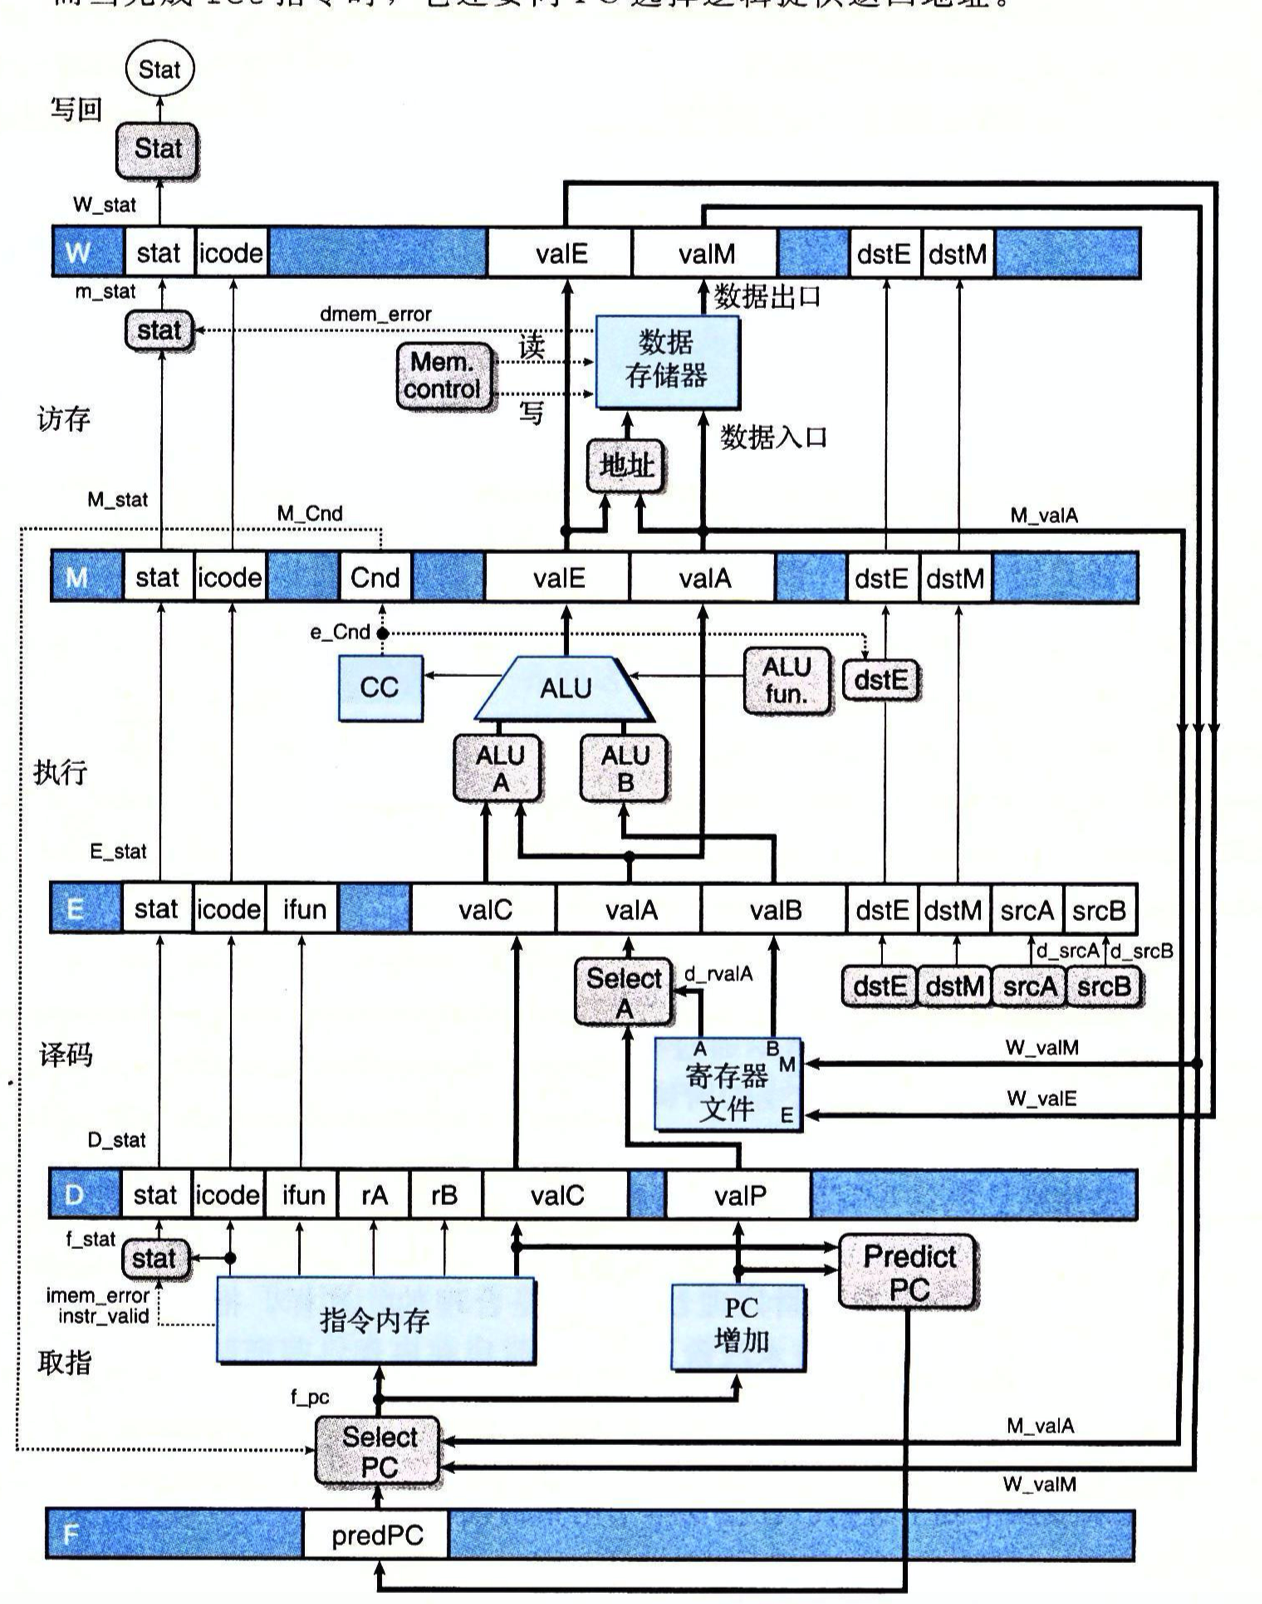 Stat
写回
Stat
W_stat
W stat icode valE valM dstE dstM
m_stat
数据出口
stat
dmem_error
数据
存储器
Mem.
control
读
写
访存
数据入口
地址
M_stat
M_Cnd
M_valA
M stat icode Cnd valE valA dstE dstM
e_Cnd
CC
ALU
ALU
fun.
dstE
ALU
A
ALU
B
执行
E_stat
E stat icode ifun valC valA valB dstE dstM srcA srcB
d_srcA d_srcB
Select
A
d_rvalA
dstE dstM srcA srcB
A B
M
寄存器
文件
E
W_valM
W_valE
译码
D_stat
D stat icode ifun rA rB valC valP
f_stat
stat
Predict
PC
imem_error
instr_valid
指令内存
PC
增加
取指
f_pc
Select
PC
M_valA
W_valM
F predPC